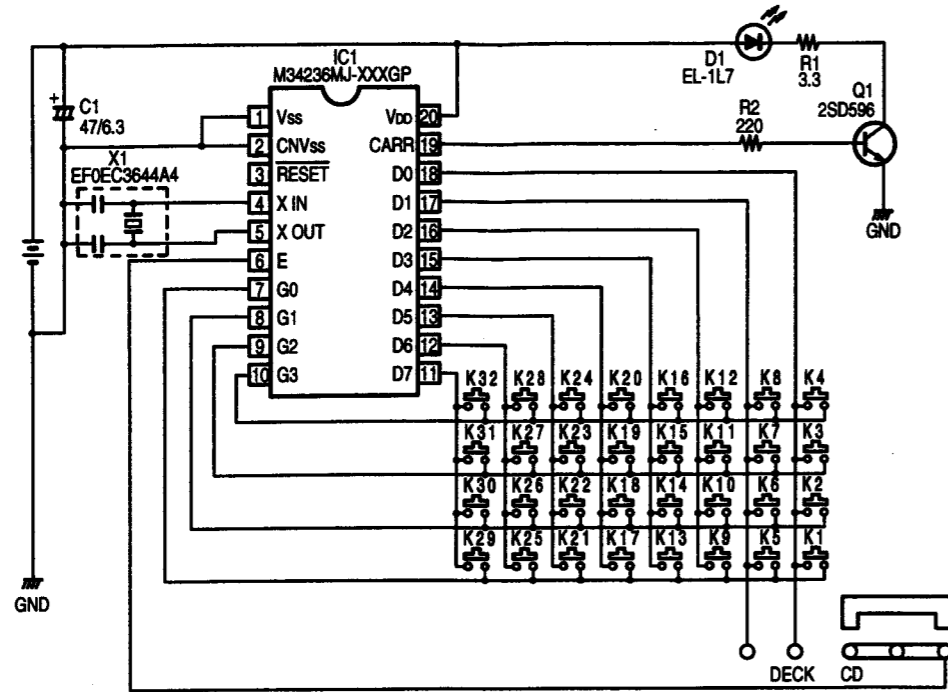 IC1
M34236MJ-XXXGP
D1
EL-1L7
R1
3.3
Q1
2SD596
R2
220
+
C1
47/6.3
X1
EF0EC3644A4
1 Vss
2 CNVss
3 RESET
4 X IN
5 X OUT
6 E
7 G0
8 G1
9 G2
10 G3
VDD 20
CARR 19
D0 18
D1 17
D2 16
D3 15
D4 14
D5 13
D6 12
D7 11
GND
K32 K28 K24 K20 K16 K12 K8 K4
K31 K27 K23 K19 K15 K11 K7 K3
K30 K26 K22 K18 K14 K10 K6 K2
K29 K25 K21 K17 K13 K9 K5 K1
GND
DECK CD